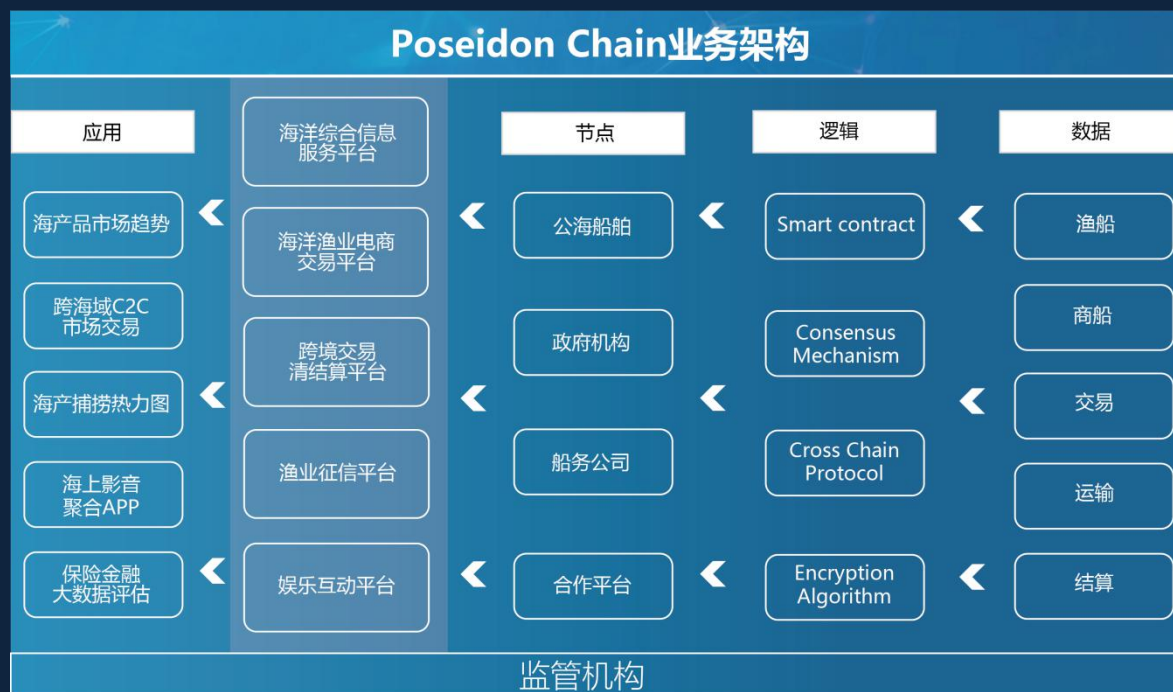 Poseidon Chain业务架构
应用
海产品市场趋势
跨海域C2C
市场交易
海产捕捞热力图
海上影音
聚合APP
保险金融
大数据评估
海洋综合信息
服务平台
海洋渔业电商
交易平台
跨境交易
清结算平台
渔业征信平台
娱乐互动平台
节点
公海船舶
政府机构
船务公司
合作平台
逻辑
Smart contract
Consensus
Mechanism
Cross Chain
Protocol
Encryption
Algorithm
数据
渔船
商船
交易
运输
结算
监管机构